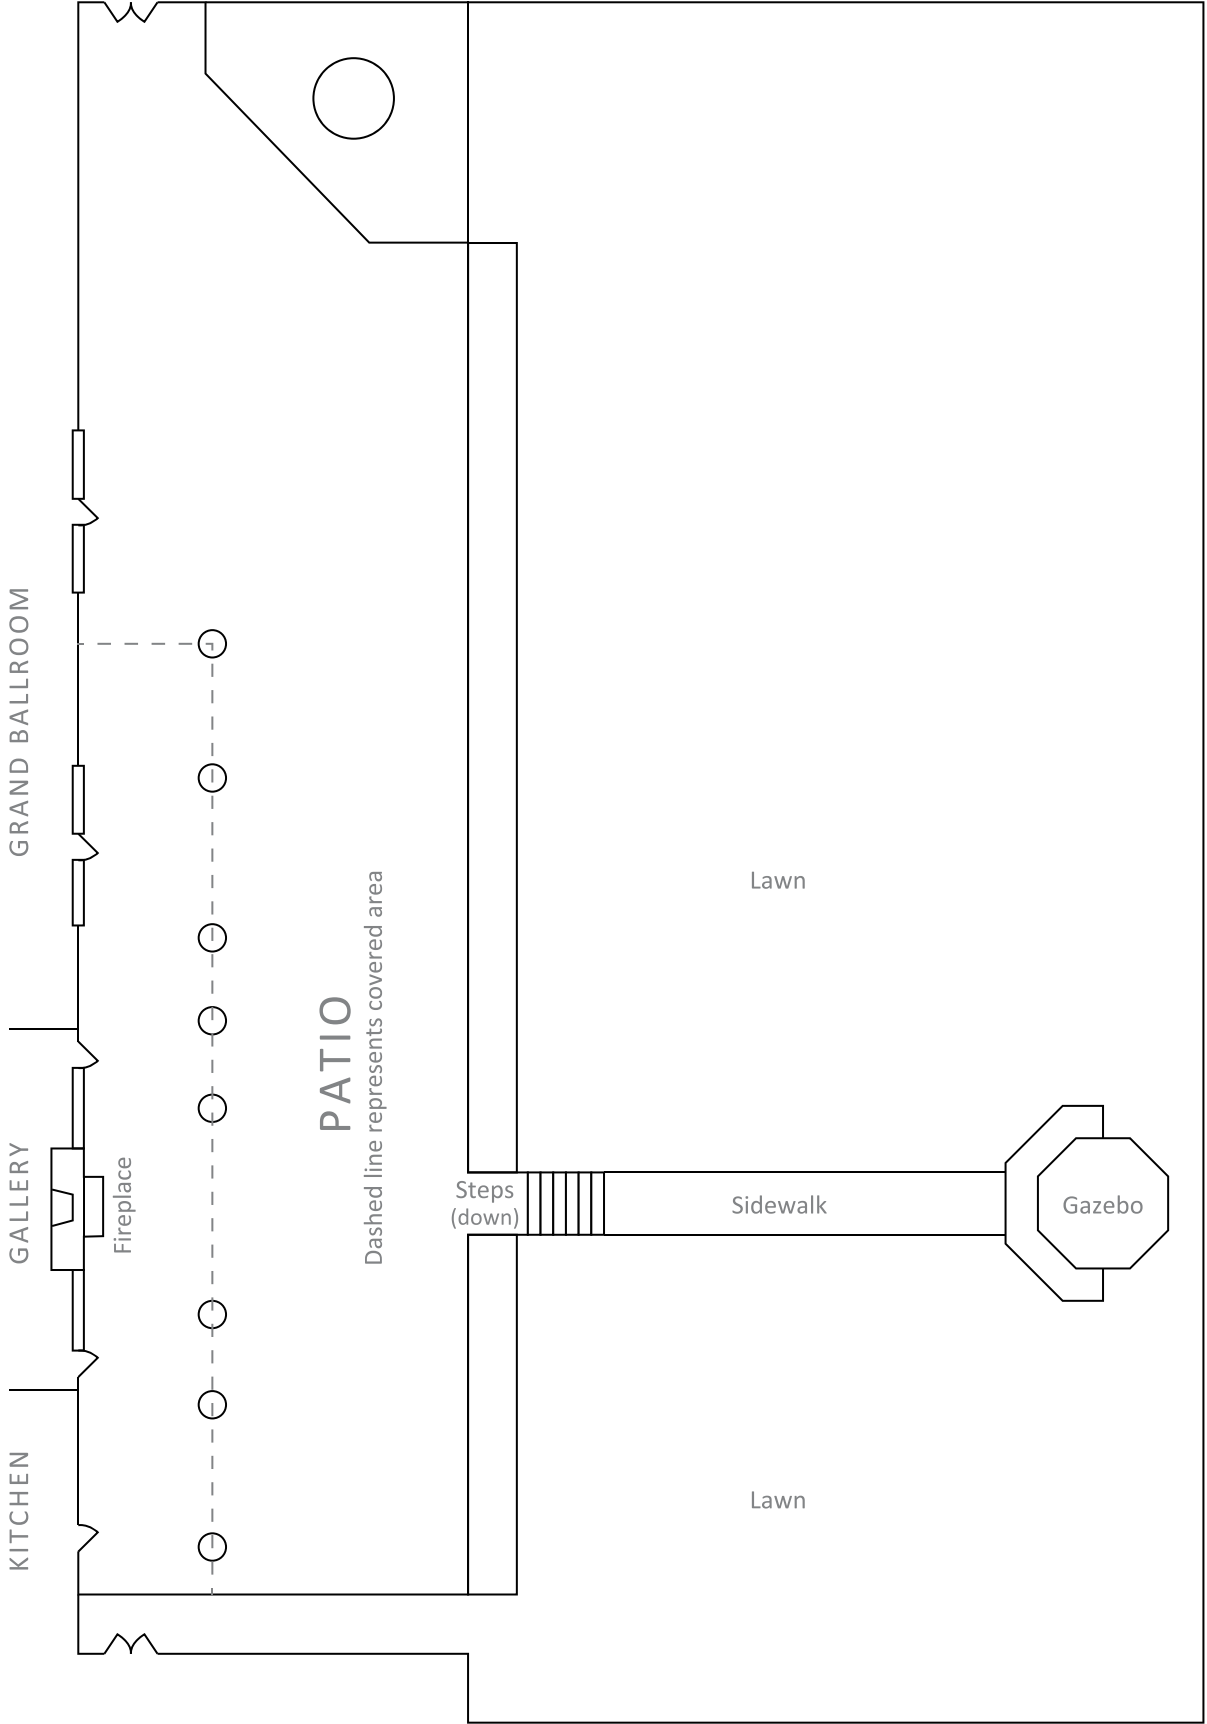 GRAND BALLROOM
GALLERY
KITCHEN
Fireplace
PATIO
Dashed line represents covered area
Steps
(down)
Sidewalk
Gazebo
Lawn
Lawn